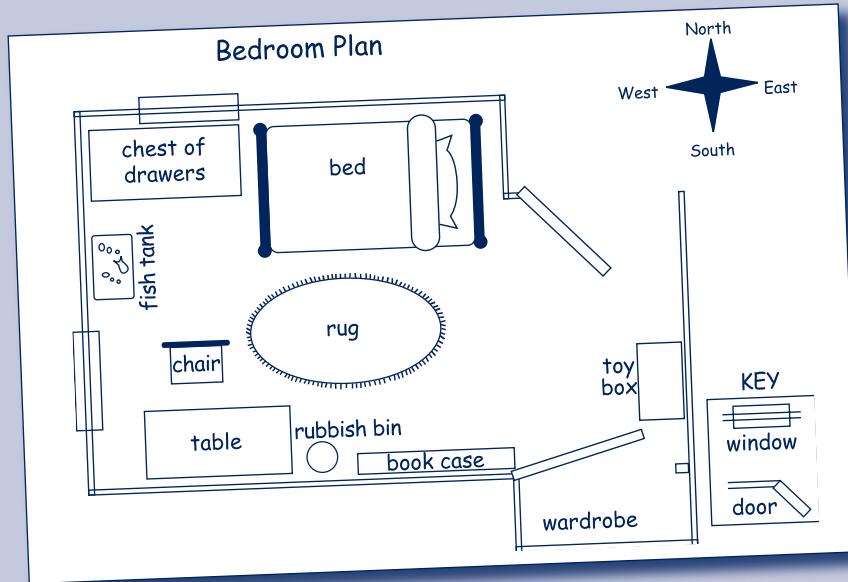 Bedroom Plan
North
West
East
South
chest of
drawers
bed
fish tank
rug
chair
toy
box
table
rubbish bin
book case
wardrobe
KEY
window
door